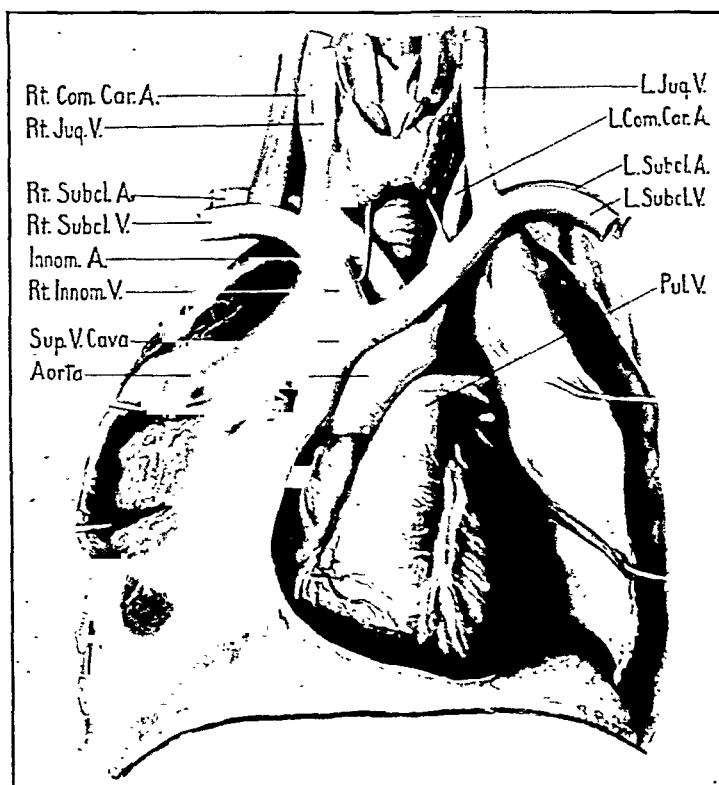 Rt. Com. Car. A.
Rt. Jug. V.
Rt. Subcl. A.
Rt. Subcl. V.
Innom. A.
Rt. Innom. V.
Sup. V. Cava
Aorta
L. Jug. V.
L. Com. Car. A.
L. Subcl. A.
L. Subcl. V.
Pul. V.